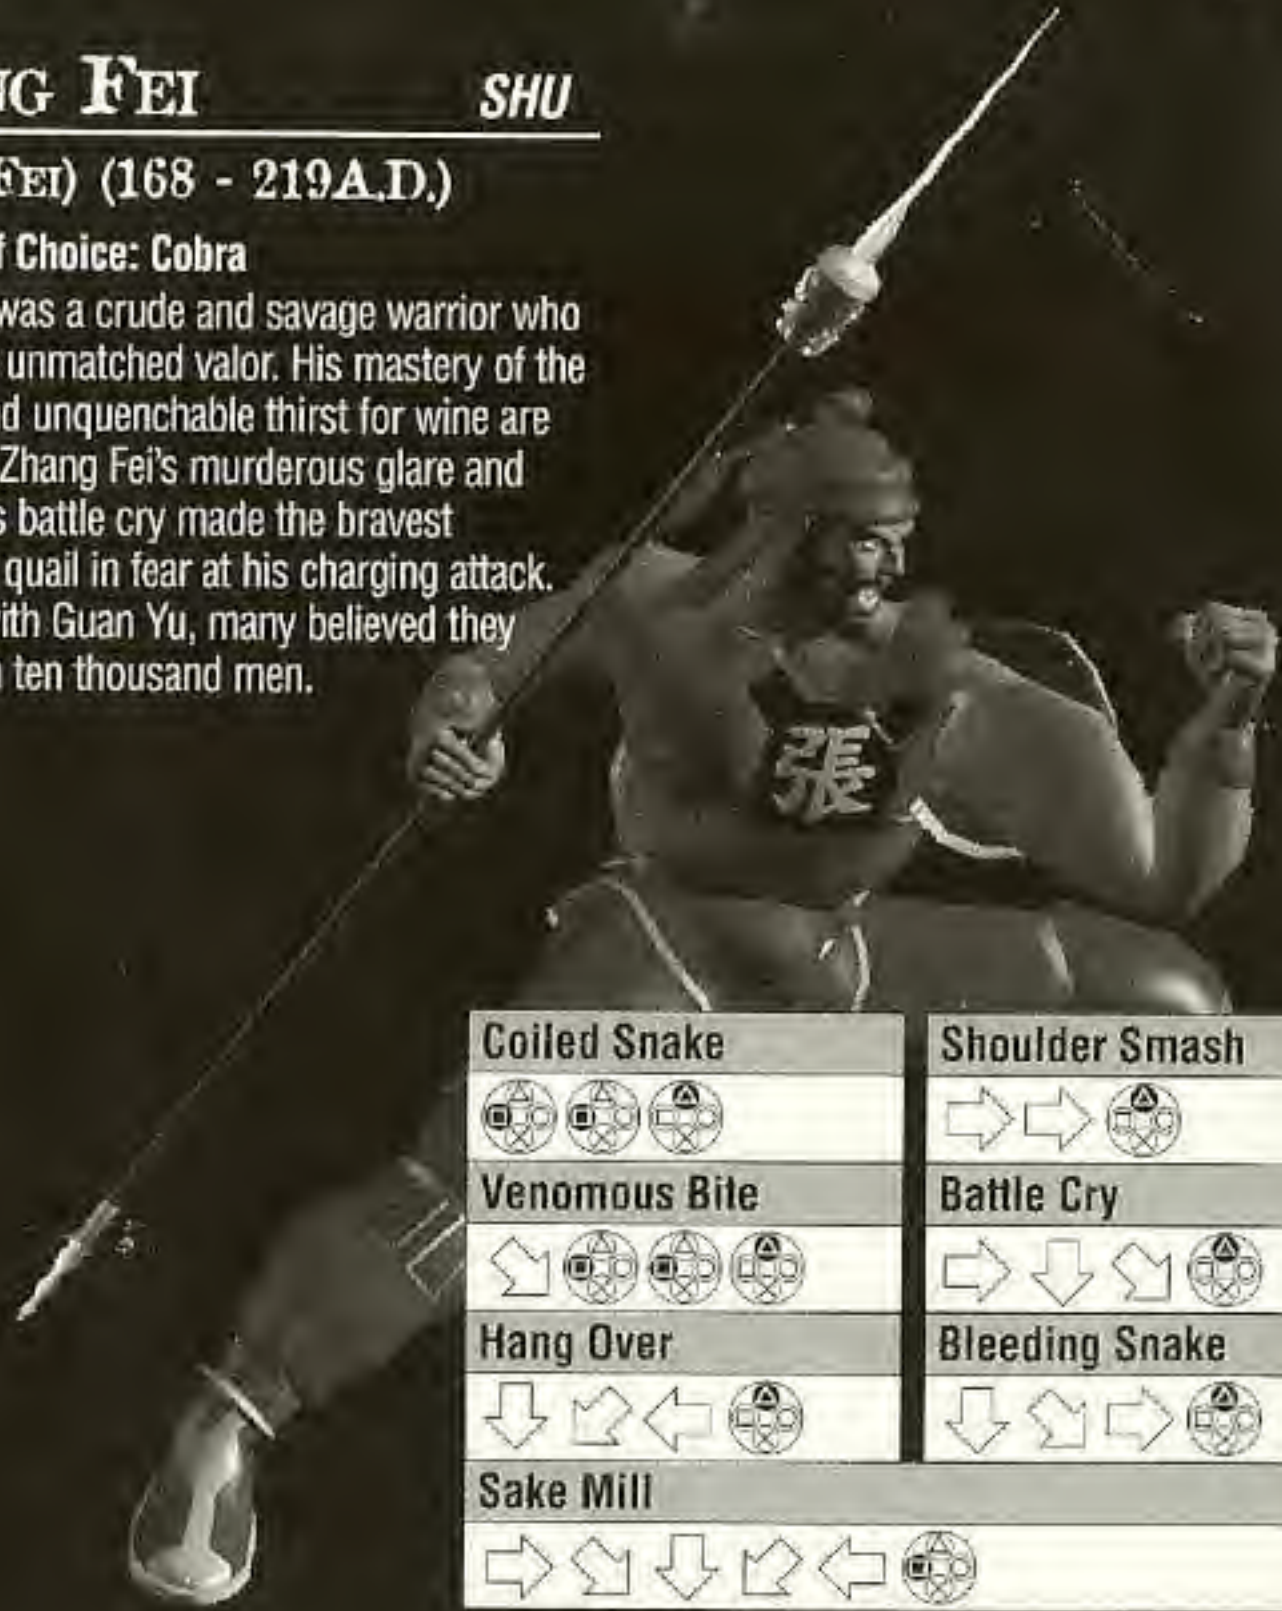 NG FEI SHU
FEI) (168 - 219A.D.)
f Choice: Cobra
was a crude and savage warrior who
unmatched valor. His mastery of the
d unquenchable thirst for wine are
Zhang Fei's murderous glare and
s battle cry made the bravest
quail in fear at his charging attack.
ith Guan Yu, many believed they
n ten thousand men.
張
Coiled Snake
Shoulder Smash
Venomous Bite
Battle Cry
Hang Over
Bleeding Snake
Sake Mill